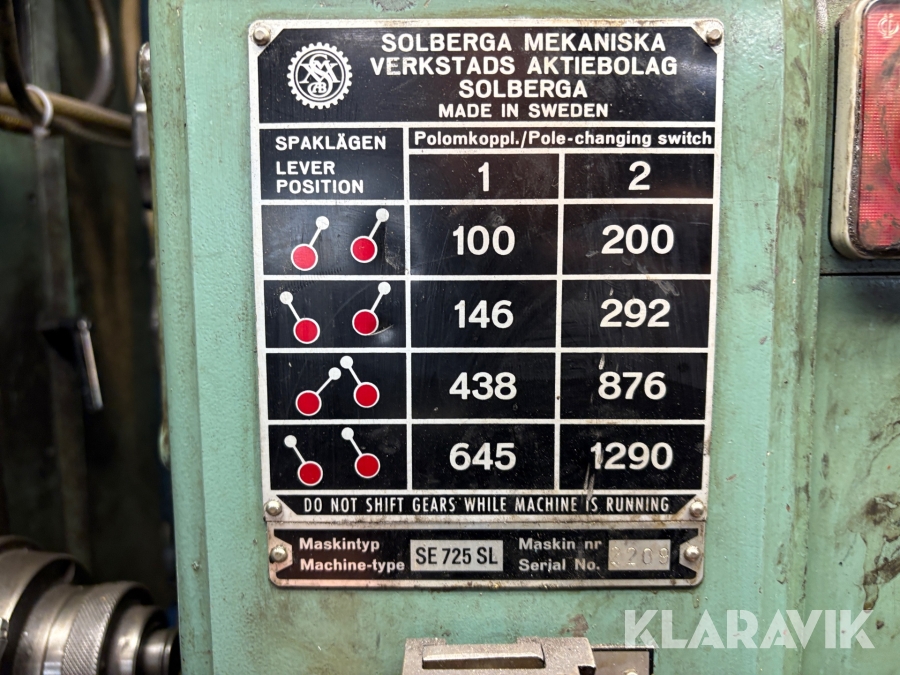 SOLBERGA MEKANISKA
VERKSTADS AKTIEBOLAG
SOLBERGA
MADE IN SWEDEN
SPAKLÄGEN
LEVER
POSITION
Polomkoppl./Pole-changing switch
1 2
100 200
146 292
438 876
645 1290
DO NOT SHIFT GEARS WHILE MACHINE IS RUNNING
Maskintyp
Machine-type
SE 725 SL
Maskin nr
Serial No.
KLARAVIK